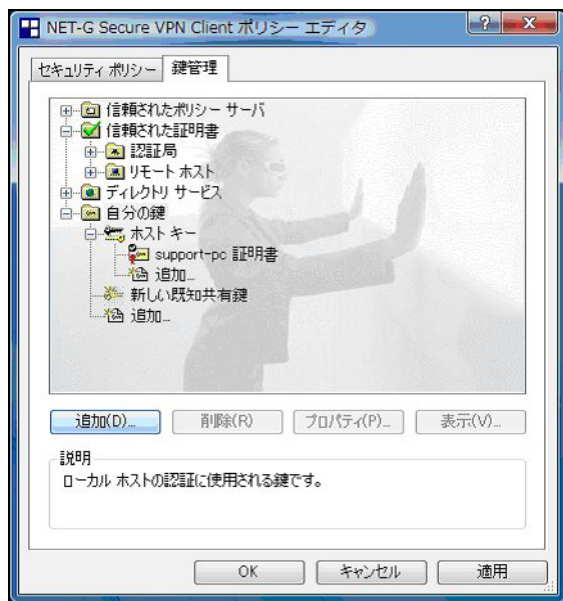 NET-G Secure VPN Client ポリシー エディタ
セキュリティ ポリシー
鍵管理
信頼されたポリシー サーバ
信頼された証明書
認証局
リモート ホスト
ディレクトリ サービス
自分の鍵
ホスト キー
support-pc 証明書
追加...
新しい既知共有鍵
追加...
追加(D)...
削除(R)
プロパティ(P)...
表示(V)...
説明
ローカル ホストの認証に使用される鍵です。
OK
キャンセル
適用